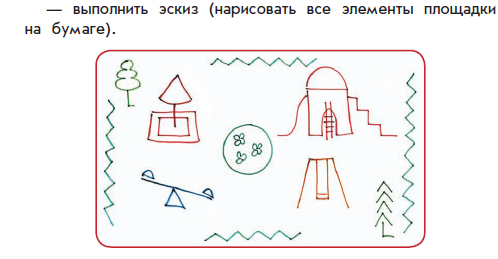 — выполнить эскиз (нарисовать все элементы площадки
на бумаге).